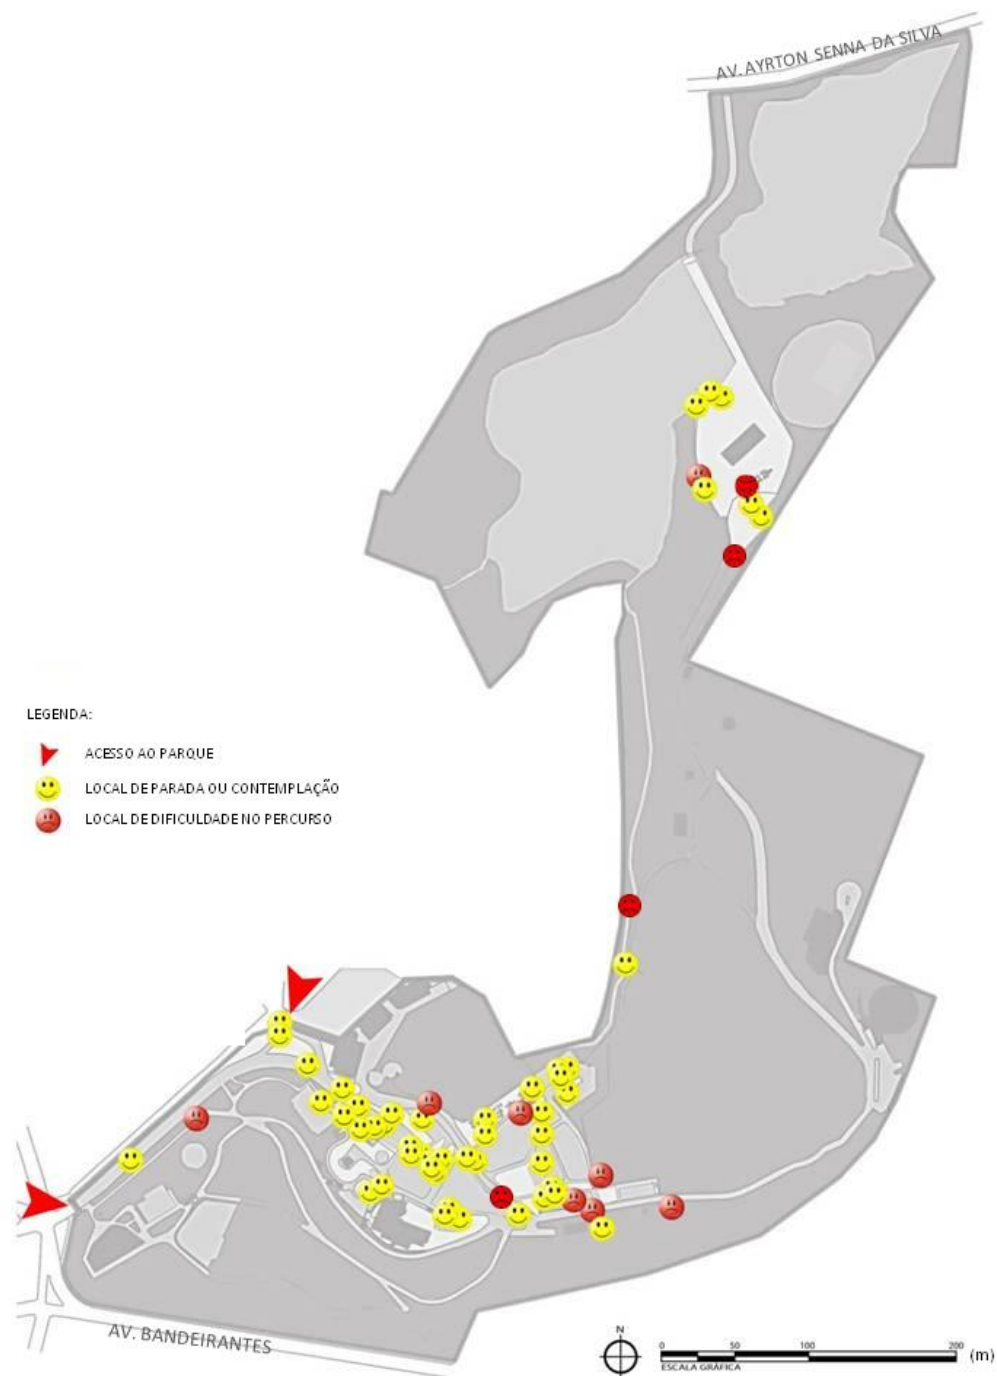 AV. AYRTON SENNA DA SILVA
LEGENDA:
ACESSO AO PARQUE
LOCAL DE PARADA OU CONTEMPLAÇÃO
LOCAL DE DIFICULDADE NO PERCURSO
AV. BANDEIRANTES
N
0 50 100 200 (m)
ESCALA GRÁFICA